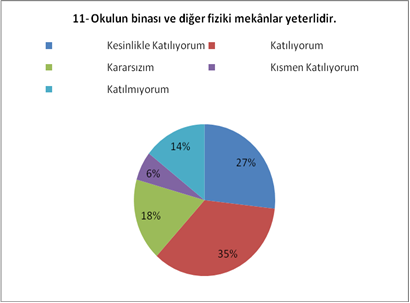 11- Okulun binası ve diğer fiziki mekânlar yeterlidir.
Kesinlikle Katılıyorum
Katılıyorum
Kararsızım
Kısmen Katılıyorum
Katılmıyorum
14%
27%
6%
18%
35%